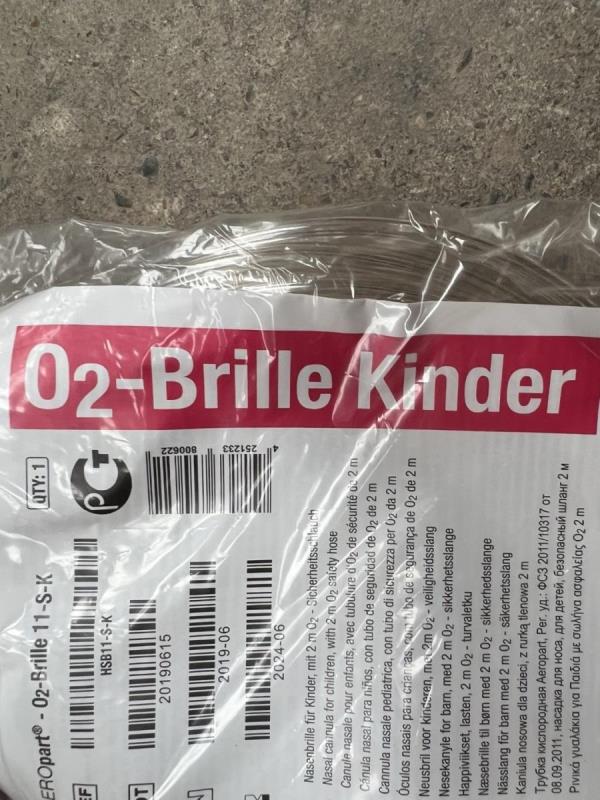 O2-Brille Kinder
QTY: 1
4 251233 800622
EROpart® - O2-Brille 11-S-K
HSB11-S-K
20190615
2019-06
2024-06
Nasenbrille für Kinder, mit 2 m O2 - Sicherheitsschlauch
Nasal cannula for children, with 2 m O2 safety hose
Canule nasale pour enfants, avec tubulure d'O2 de sécurité de 2 m
Cánula nasal para niños, con tubo de seguridad de O2 de 2 m
Cannula nasale pediatrica, con tubo di sicurezza per O2 da 2 m
Óculos nasais para crianças, com tubo de segurança de O2 de 2 m
Neusbril voor kinderen, met 2m O2 - veiligheidsslang
Nesekanyle for barn, med 2 m O2 - sikkerhetsslange
Happiviikset, lasten, 2 m O2 - turvaletku
Næsebrille til børn med 2 m O2 - sikkerhedsslange
Nässlang för barn med 2 m O2 - säkerhetsslang
Kaniula nosowa dla dzieci, z rurką tlenowa 2 m
Трубка кислородная Aeropart, Рег. уд.: ФСЗ 2011/10317 от
08.09.2011, насадка для носа, для детей, безопасный шланг 2 м
Ρινικά γυαλάκια για Παιδιά με σωλήνα ασφαλείας O2 2 m